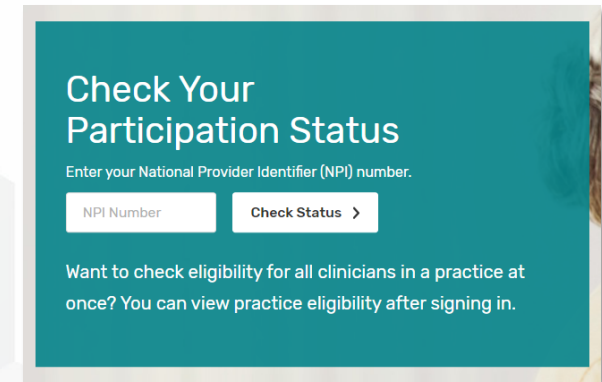 Check Your
Participation Status
Enter your National Provider Identifier (NPI) number.
NPI Number
Check Status
Want to check eligibility for all clinicians in a practice at
once? You can view practice eligibility after signing in.